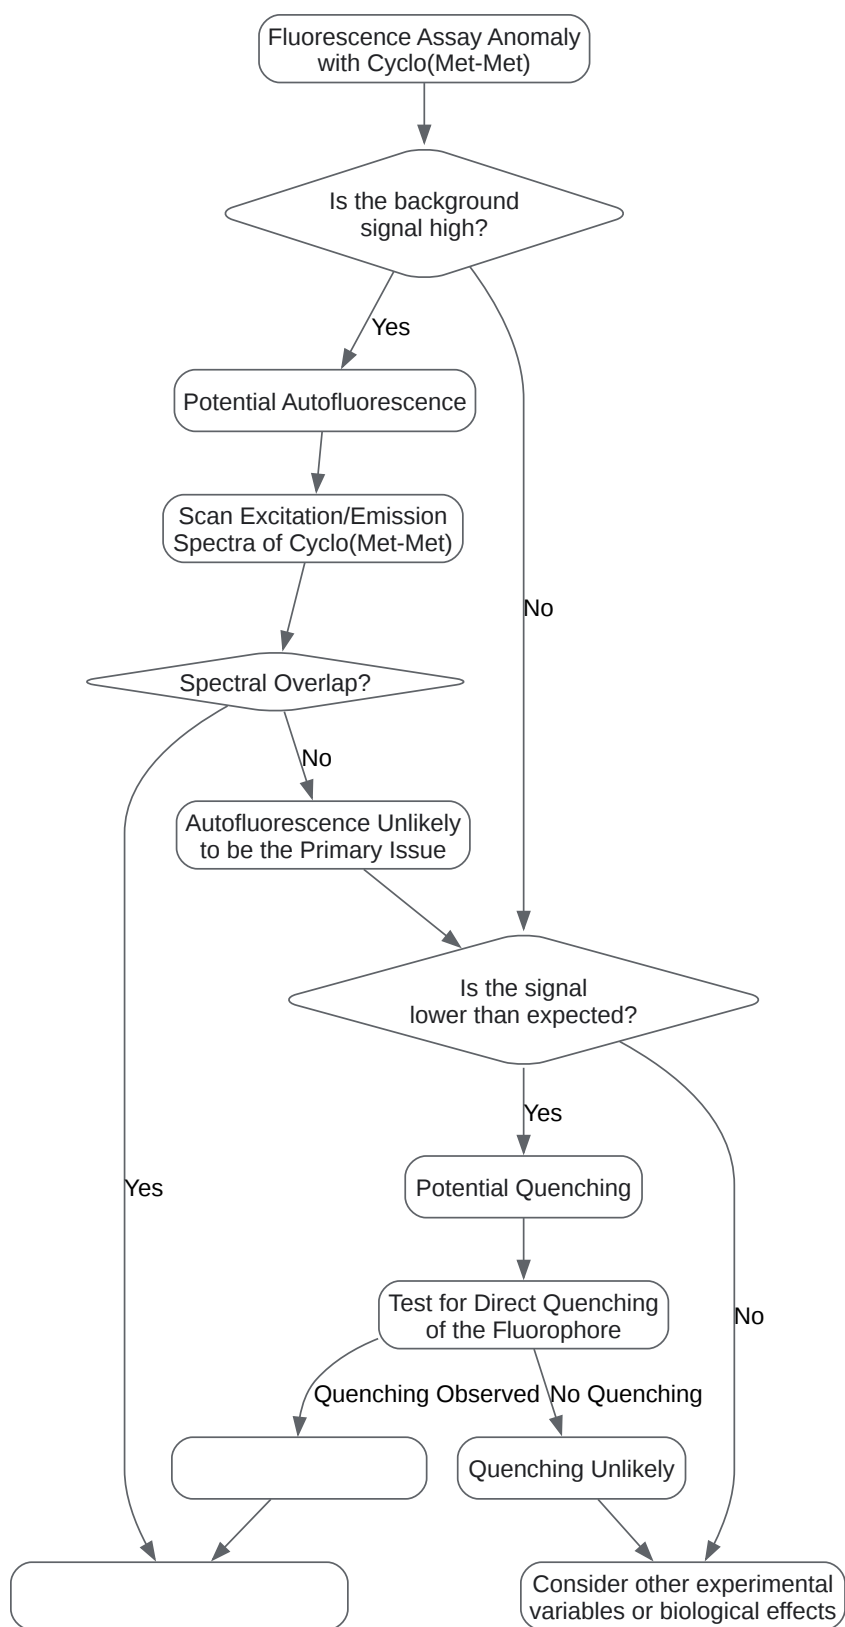 Fluorescence Assay Anomaly
with Cyclo(Met-Met)
Is the background
signal high?
Yes
Potential Autofluorescence
Scan Excitation/Emission
Spectra of Cyclo(Met-Met)
No
Spectral Overlap?
No
Autofluorescence Unlikely
to be the Primary Issue
Is the signal
lower than expected?
Yes
Yes
Potential Quenching
Test for Direct Quenching
of the Fluorophore
No
Quenching Observed
No Quenching
Quenching Unlikely
Consider other experimental
variables or biological effects